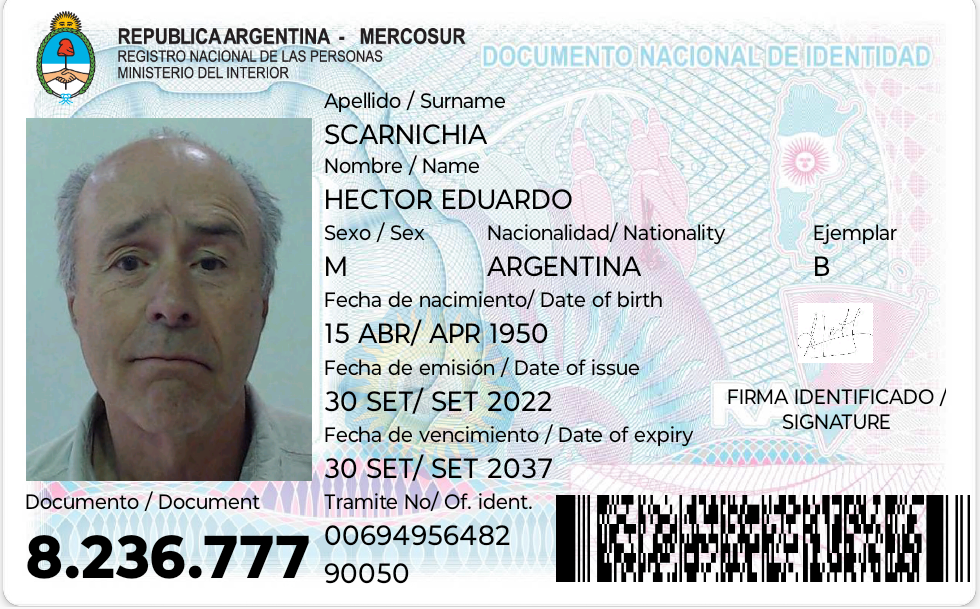 REPUBLICA ARGENTINA - MERCOSUR
REGISTRO NACIONAL DE LAS PERSONAS
MINISTERIO DEL INTERIOR
DOCUMENTO NACIONAL DE IDENTIDAD
Apellido / Surname
SCARNICHIA
Nombre / Name
HECTOR EDUARDO
Sexo / Sex Nacionalidad/ Nationality Ejemplar
M ARGENTINA B
Fecha de nacimiento/ Date of birth
15 ABR/ APR 1950
Fecha de emisión / Date of issue
30 SET/ SET 2022
FIRMA IDENTIFICADO /
SIGNATURE
Fecha de vencimiento / Date of expiry
30 SET/ SET 2037
Documento / Document
8.236.777
Tramite No/ Of. ident.
00694956482
90050